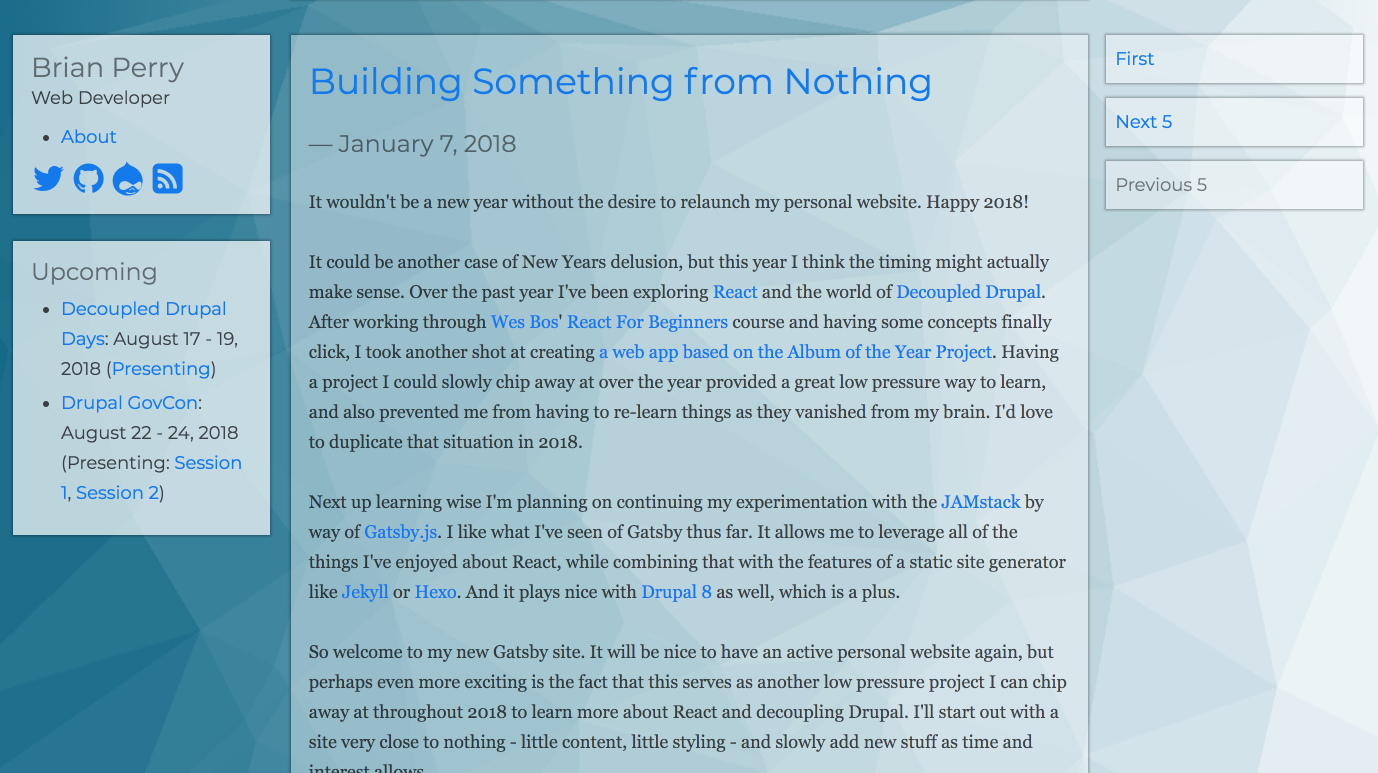 Brian Perry
Web Developer
About
Upcoming
Decoupled Drupal
Days: August 17 - 19,
2018 (Presenting)
Drupal GovCon:
August 22 - 24, 2018
(Presenting: Session
1, Session 2)
Building Something from Nothing
— January 7, 2018
It wouldn't be a new year without the desire to relaunch my personal website. Happy 2018!
It could be another case of New Years delusion, but this year I think the timing might actually
make sense. Over the past year I've been exploring React and the world of Decoupled Drupal.
After working through Wes Bos' React For Beginners course and having some concepts finally
click, I took another shot at creating a web app based on the Album of the Year Project. Having
a project I could slowly chip away at over the year provided a great low pressure way to learn,
and also prevented me from having to re-learn things as they vanished from my brain. I'd love
to duplicate that situation in 2018.
Next up learning wise I'm planning on continuing my experimentation with the JAMstack by
way of Gatsby.js. I like what I've seen of Gatsby thus far. It allows me to leverage all of the
things I've enjoyed about React, while combining that with the features of a static site generator
like Jekyll or Hexo. And it plays nice with Drupal 8 as well, which is a plus.
So welcome to my new Gatsby site. It will be nice to have an active personal website again, but
perhaps even more exciting is the fact that this serves as another low pressure project I can chip
away at throughout 2018 to learn more about React and decoupling Drupal. I'll start out with a
site very close to nothing - little content, little styling - and slowly add new stuff as time and
interest allows.
First
Next 5
Previous 5